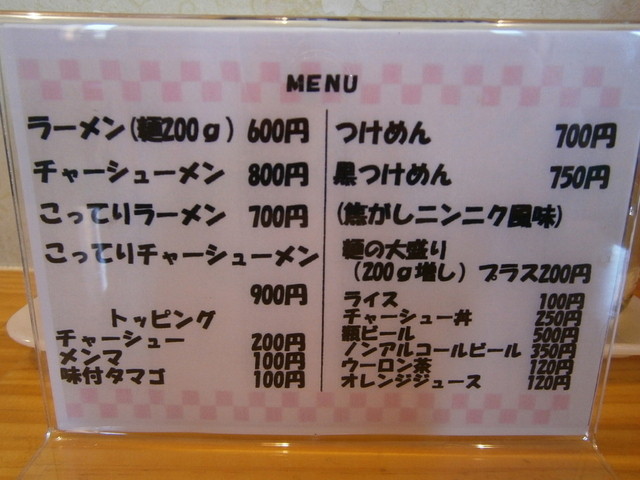 MENU
ラーメン(麺200g) 600円
チャーシューメン 800円
こってりラーメン 700円
こってりチャーシューメン
900円
トッピング
チャーシュー 200円
メンマ 100円
味付タマゴ 100円
つけめん 700円
黒つけめん 750円
(焦がしニンニク風味)
麺の大盛り
(200g増し) プラス200円
ライス 100円
チャーシュー丼 250円
瓶ビール 500円
ノンアルコールビール 350円
ウーロン茶 120円
オレンジジュース 120円